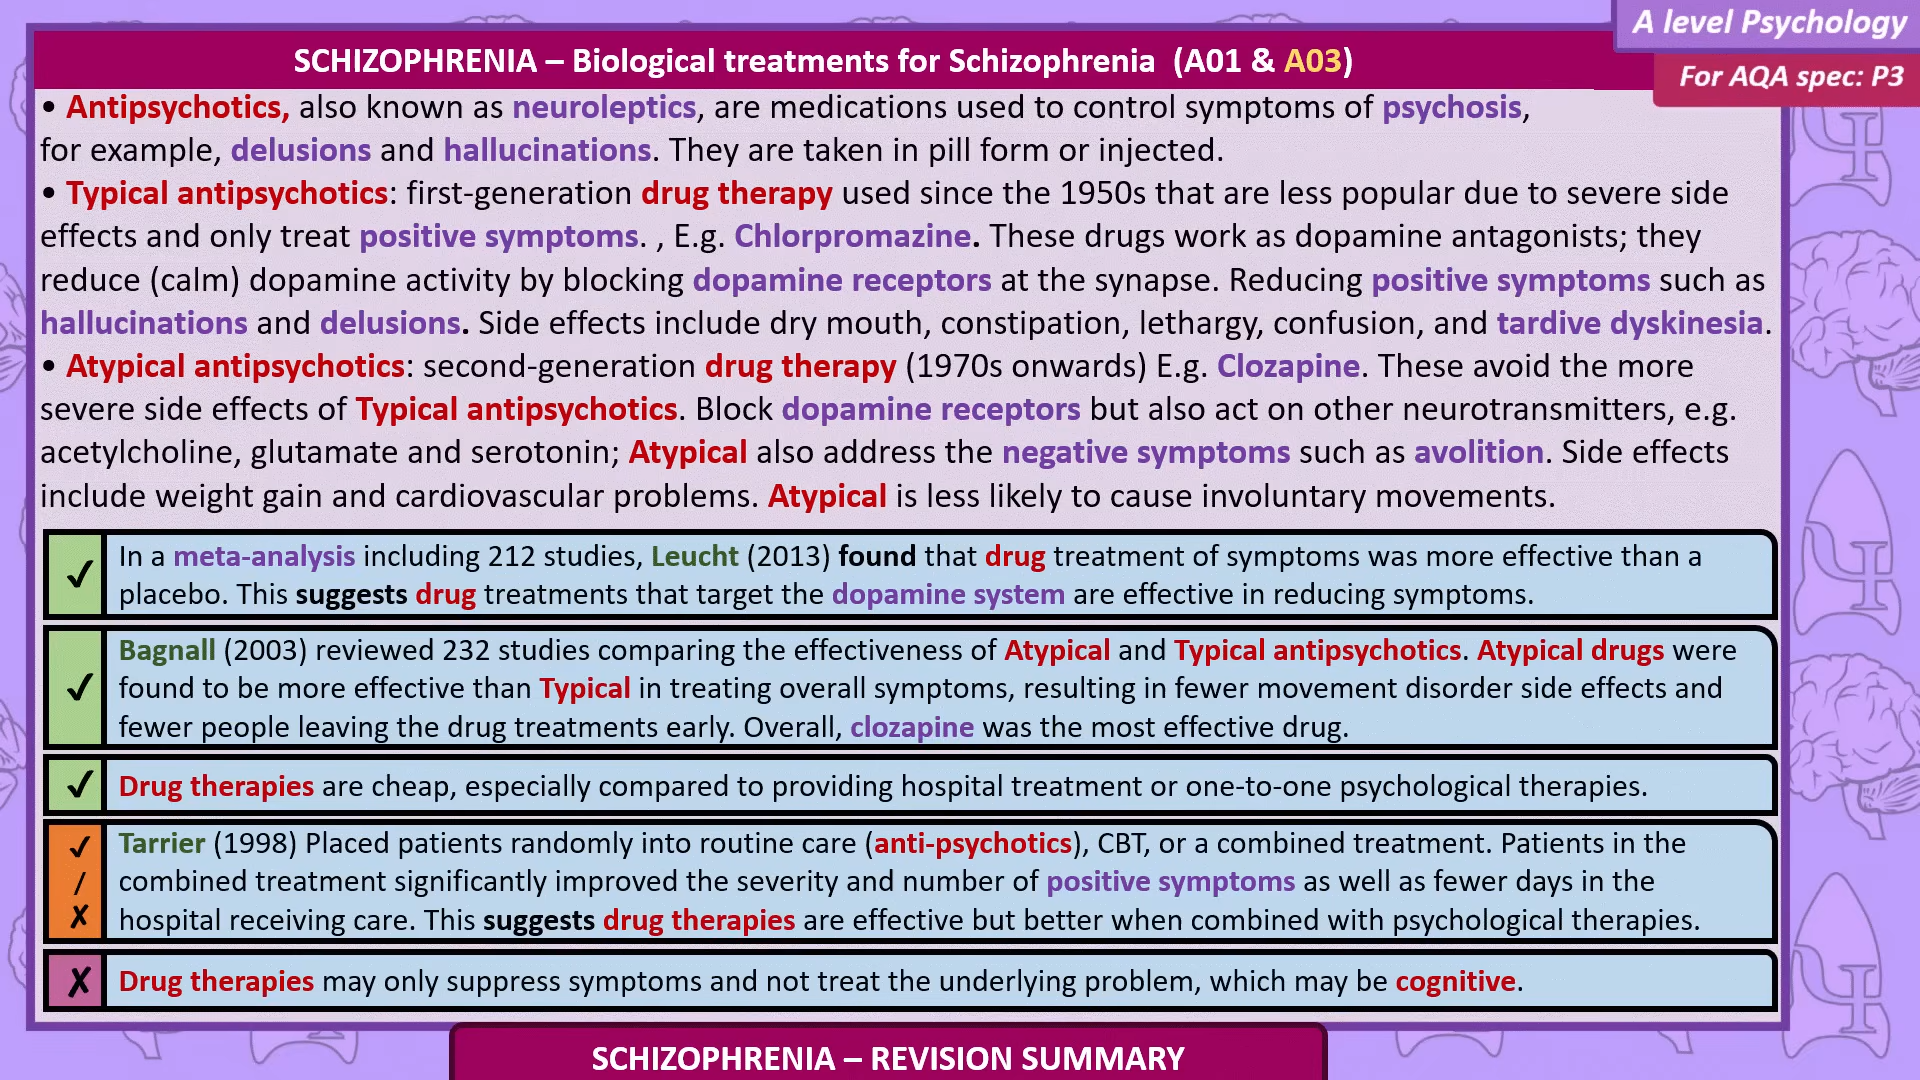 A level Psychology
For AQA spec: P3
SCHIZOPHRENIA – Biological treatments for Schizophrenia (A01 & A03)
• Antipsychotics, also known as neuroleptics, are medications used to control symptoms of psychosis,
for example, delusions and hallucinations. They are taken in pill form or injected.
• Typical antipsychotics: first-generation drug therapy used since the 1950s that are less popular due to severe side
effects and only treat positive symptoms. , E.g. Chlorpromazine. These drugs work as dopamine antagonists; they
reduce (calm) dopamine activity by blocking dopamine receptors at the synapse. Reducing positive symptoms such as
hallucinations and delusions. Side effects include dry mouth, constipation, lethargy, confusion, and tardive dyskinesia.
• Atypical antipsychotics: second-generation drug therapy (1970s onwards) E.g. Clozapine. These avoid the more
severe side effects of Typical antipsychotics. Block dopamine receptors but also act on other neurotransmitters, e.g.
acetylcholine, glutamate and serotonin; Atypical also address the negative symptoms such as avolition. Side effects
include weight gain and cardiovascular problems. Atypical is less likely to cause involuntary movements.
✓ In a meta-analysis including 212 studies, Leucht (2013) found that drug treatment of symptoms was more effective than a
placebo. This suggests drug treatments that target the dopamine system are effective in reducing symptoms.
✓ Bagnall (2003) reviewed 232 studies comparing the effectiveness of Atypical and Typical antipsychotics. Atypical drugs were
found to be more effective than Typical in treating overall symptoms, resulting in fewer movement disorder side effects and
fewer people leaving the drug treatments early. Overall, clozapine was the most effective drug.
✓ Drug therapies are cheap, especially compared to providing hospital treatment or one-to-one psychological therapies.
✓ Tarrier (1998) Placed patients randomly into routine care (anti-psychotics), CBT, or a combined treatment. Patients in the
/ combined treatment significantly improved the severity and number of positive symptoms as well as fewer days in the
✗ hospital receiving care. This suggests drug therapies are effective but better when combined with psychological therapies.
✗ Drug therapies may only suppress symptoms and not treat the underlying problem, which may be cognitive.
SCHIZOPHRENIA – REVISION SUMMARY